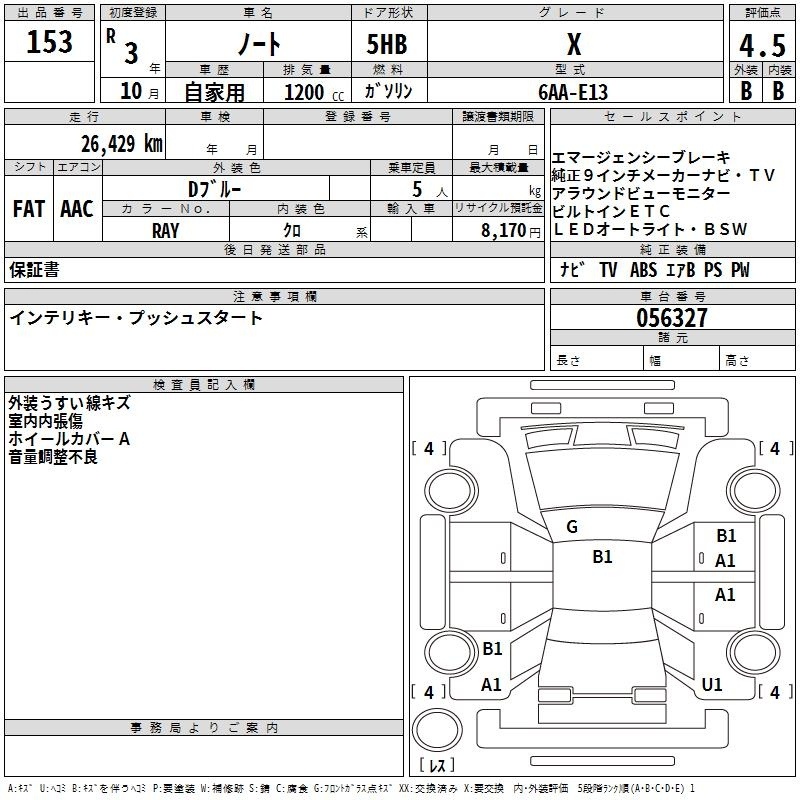 出品番号
153
初度登録
R 3 年
10 月
車名
ノート
ドア形状
5HB
グレード
X
評価点
4.5
車歴
自家用
排気量
1200 CC
燃料
ｶﾞｿﾘﾝ
型式
6AA-E13
外装 内装
B B
走行
26,429 km
車検
年 月
登録番号
譲渡書類期限
月 日
シフト
FAT
エアコン
AAC
外装色
Dﾌﾞﾙｰ
乗車定員
5 人
最大積載量
kg
カラーNo.
RAY
内装色
ｸﾛ 系
輸入車
リサイクル預託金
8,170 円
後日発送部品
保証書
セールスポイント
エマージェンシーブレーキ
純正９インチメーカーナビ・ＴＶ
アラウンドビューモニター
ビルトインＥＴＣ
ＬＥＤオートライト・ＢＳＷ
純正装備
ﾅﾋﾞ TV ABS ｴｱB PS PW
注意事項欄
インテリキー・プッシュスタート
車台番号
056327
諸元
長さ 幅 高さ
検査員記入欄
外装うすい線キズ
室内内張傷
ホイールカバーＡ
音量調整不良
事務局よりご案内
[ 4 ] [ 4 ]
G
B1
B1
A1
A1
B1
A1
U1
[ 4 ] [ 4 ]
[ ﾚｽ ]
A:ｷｽﾞ U:ﾍｺﾐ B:ｷｽﾞを伴うﾍｺﾐ P:要塗装 W:補修跡 S:錆 C:腐食 G:ﾌﾛﾝﾄｶﾞﾗｽ点ｷｽﾞ XX:交換済み X:要交換 内・外装評価 5段階ﾗﾝｸ順(A・B・C・D・E) 1